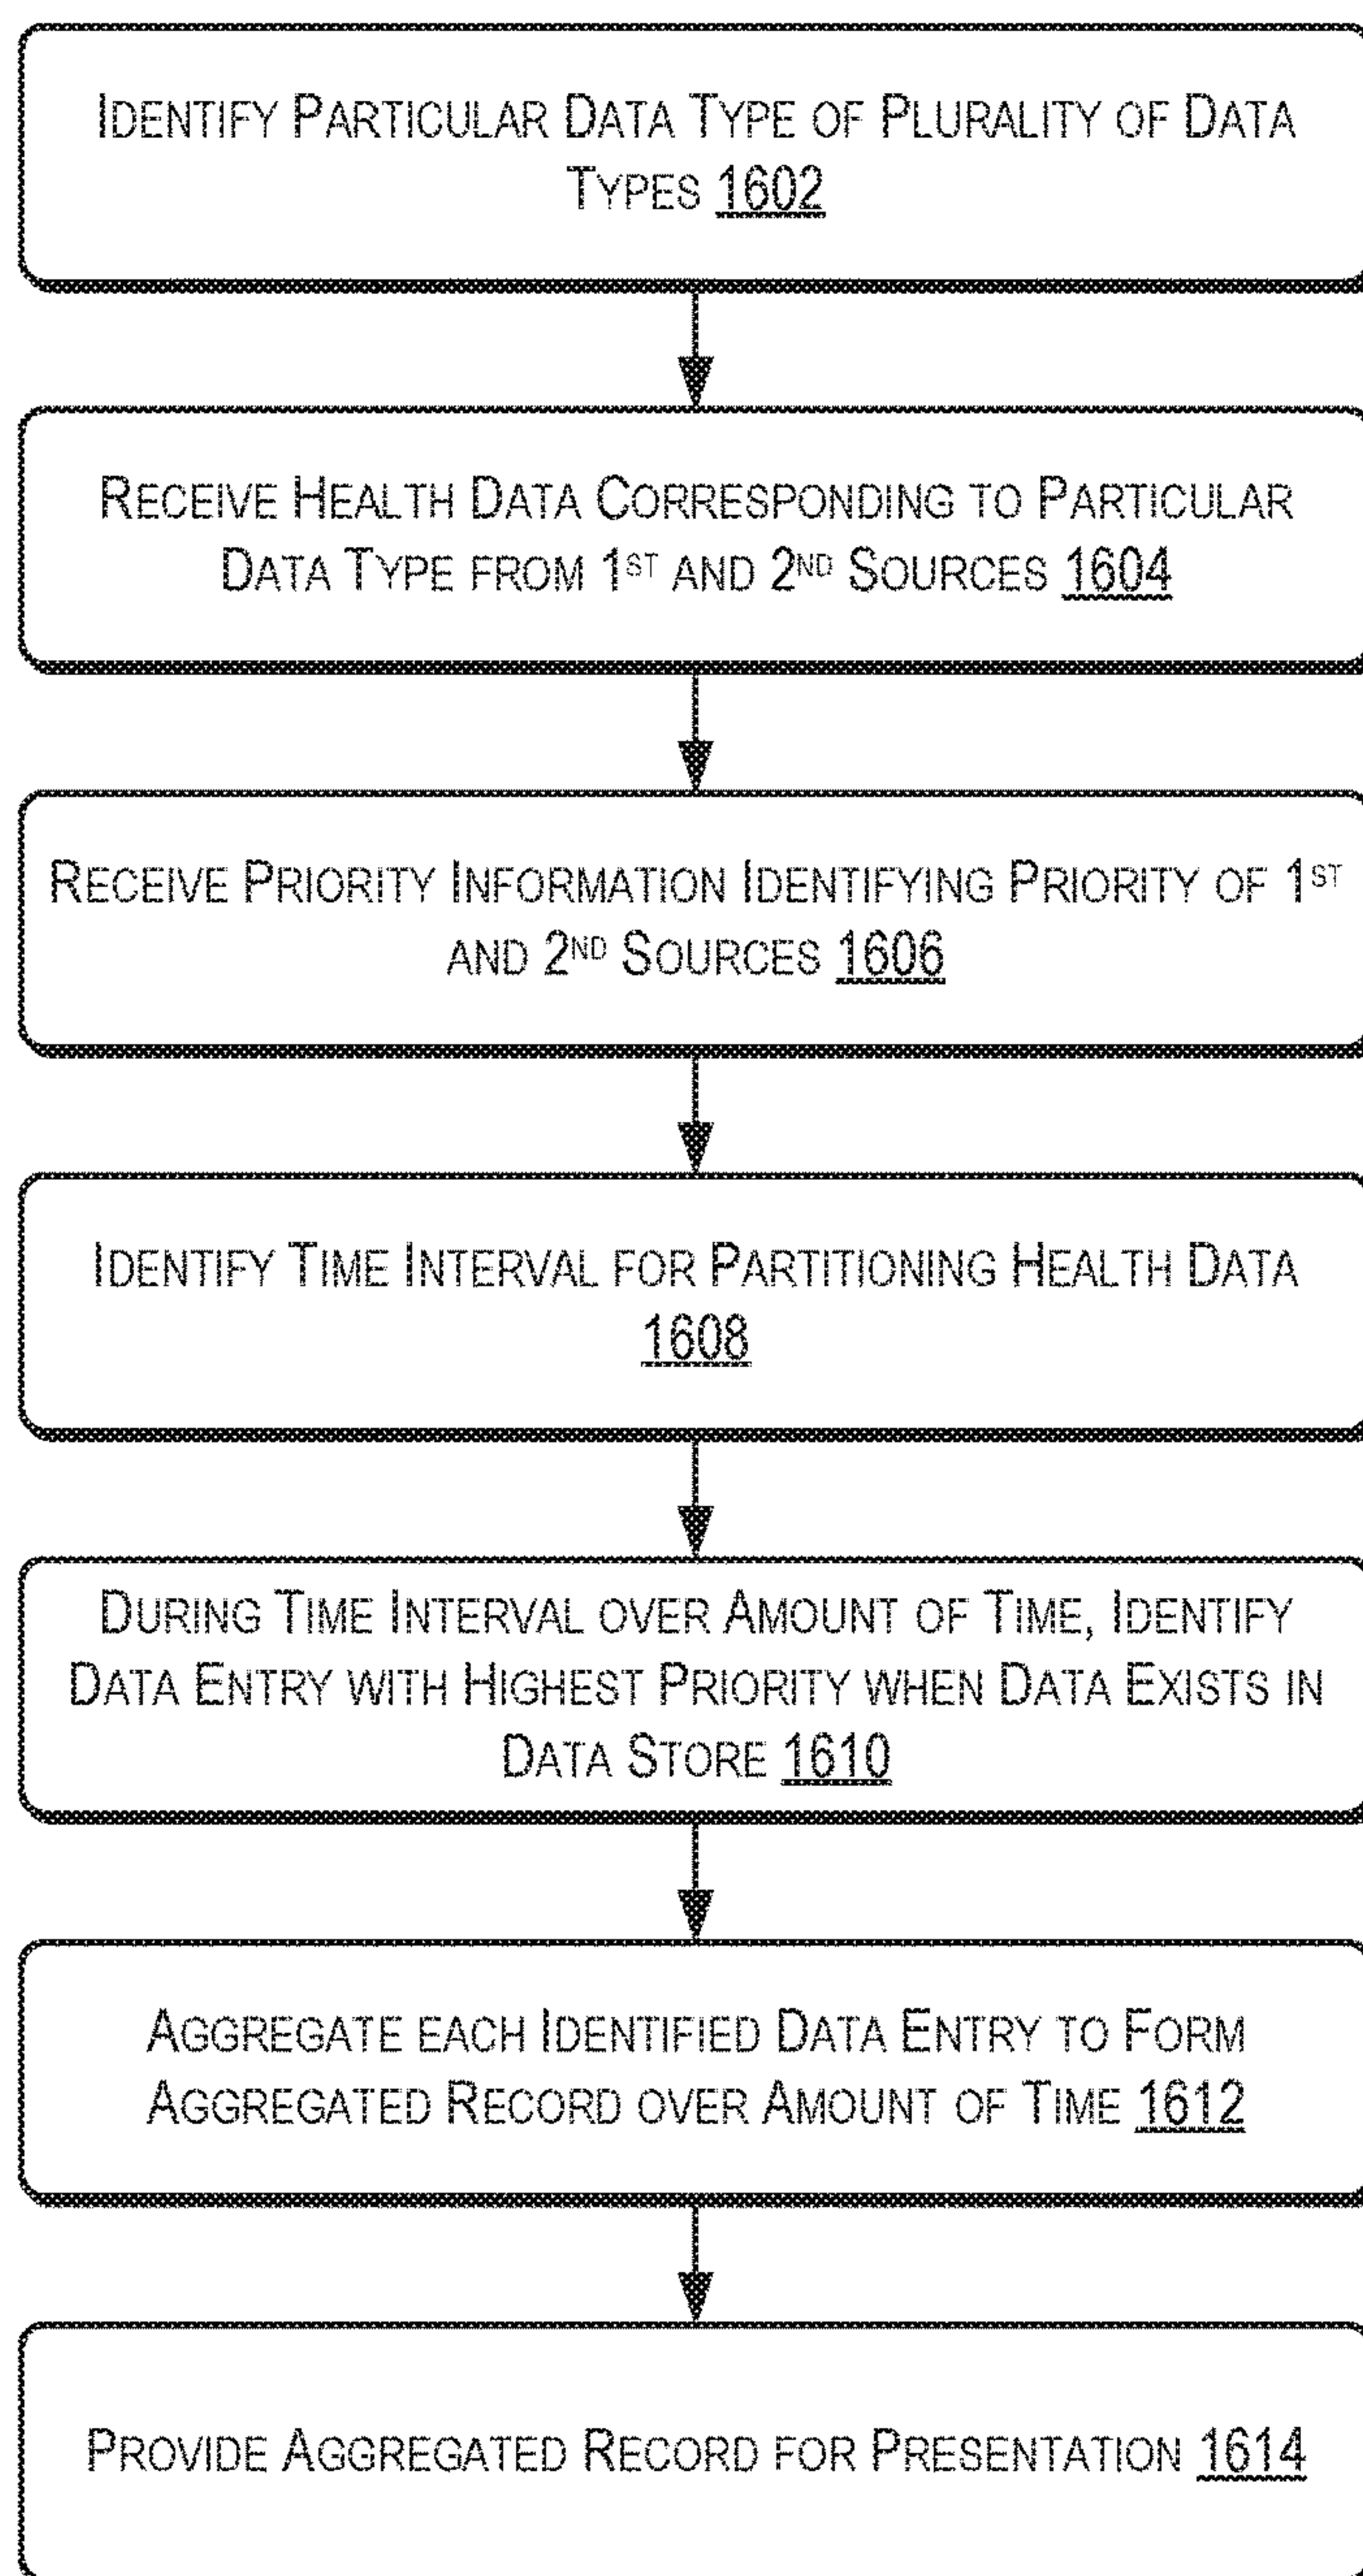 IDENTIFY PARTICULAR DATA TYPE OF PLURALITY OF DATA
TYPES 1602
RECEIVE HEALTH DATA CORRESPONDING TO PARTICULAR
DATA TYPE FROM 1ST AND 2ND SOURCES 1604
RECEIVE PRIORITY INFORMATION IDENTIFYING PRIORITY OF 1ST
AND 2ND SOURCES 1606
IDENTIFY TIME INTERVAL FOR PARTITIONING HEALTH DATA
1608
DURING TIME INTERVAL OVER AMOUNT OF TIME, IDENTIFY
DATA ENTRY WITH HIGHEST PRIORITY WHEN DATA EXISTS IN
DATA STORE 1610
AGGREGATE EACH IDENTIFIED DATA ENTRY TO FORM
AGGREGATED RECORD OVER AMOUNT OF TIME 1612
PROVIDE AGGREGATED RECORD FOR PRESENTATION 1614